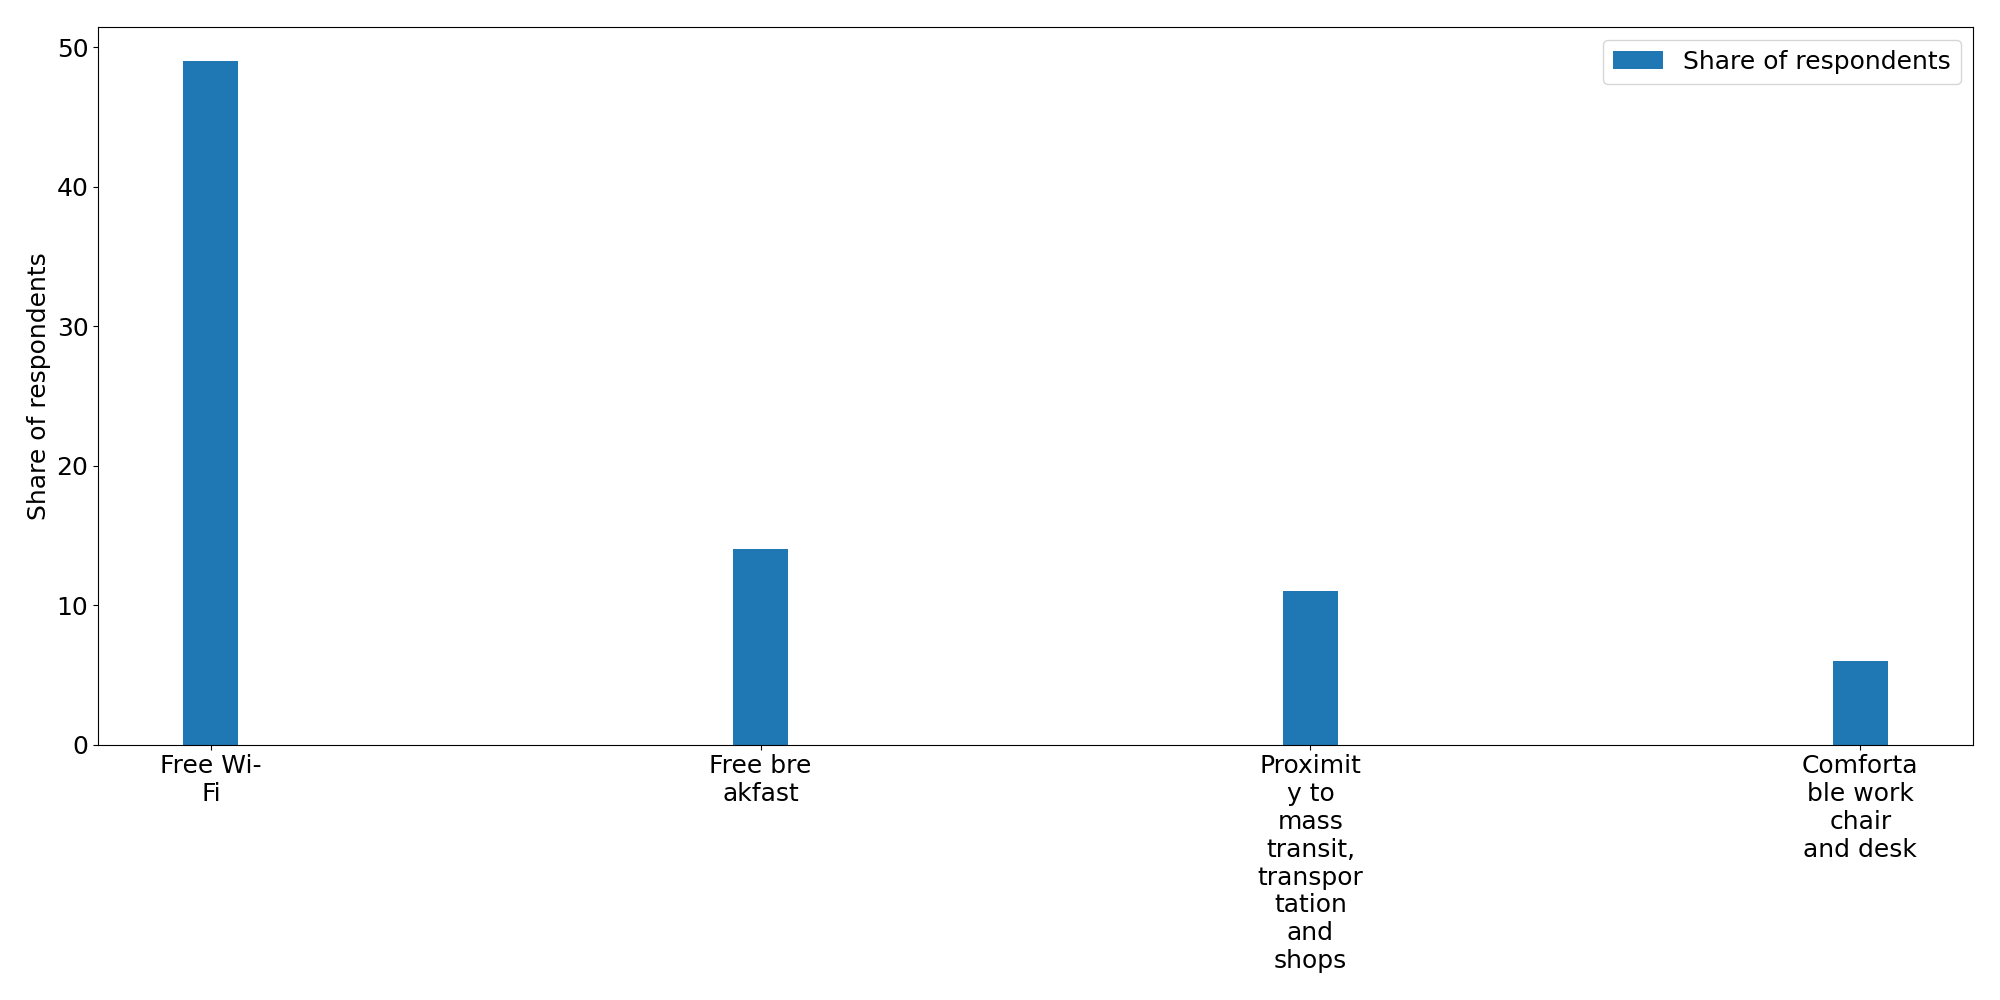 50
40
30
20
10
0
Share of respondents
Share of respondents
Free Wi-
Fi
Free bre
akfast
Proximit
y to
mass
transit,
transpor
tation
and
shops
Comforta
ble work
chair
and desk